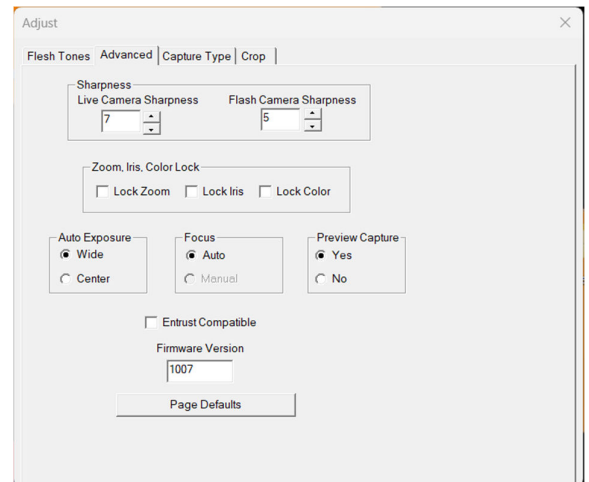 Adjust
Flesh Tones Advanced Capture Type Crop
Sharpness
Live Camera Sharpness Flash Camera Sharpness
7 5
Zoom, Iris, Color Lock
Lock Zoom Lock Iris Lock Color
Auto Exposure Focus Preview Capture
Wide Auto Yes
Center Manual No
Entrust Compatible
Firmware Version
1007
Page Defaults